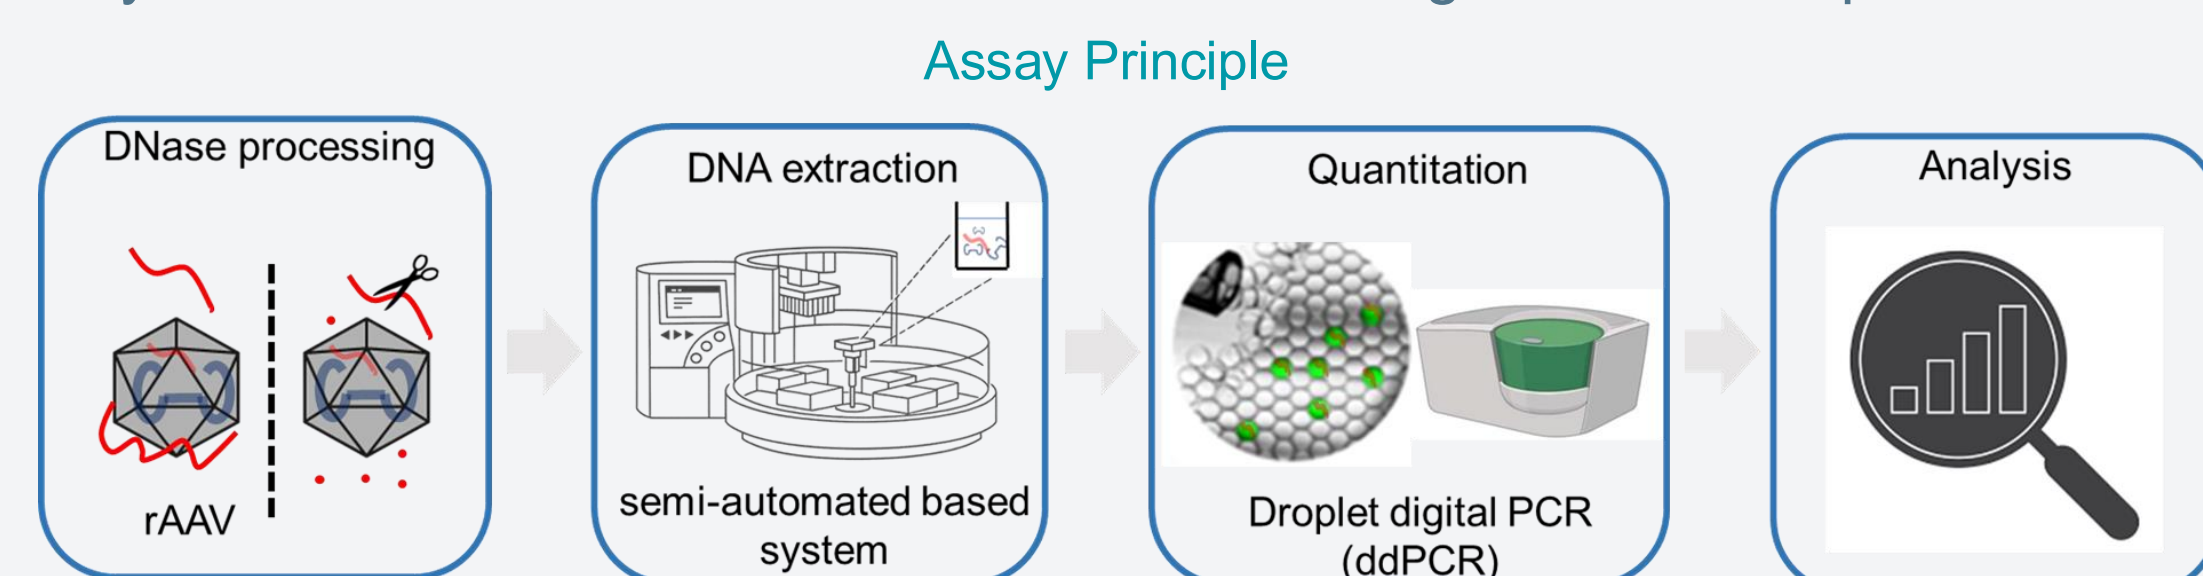 Assay Principle
DNase processing
rAAV
DNA extraction
semi-automated based
system
Quantitation
Droplet digital PCR
(ddPCR)
Analysis